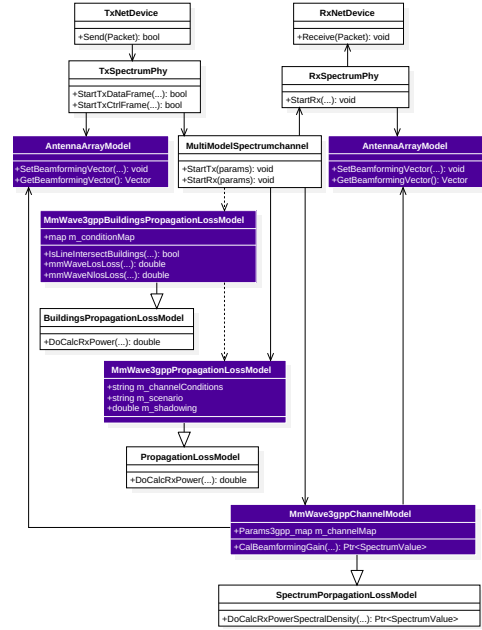 TxNetDevice
+Send(Packet): bool
RxNetDevice
+Receive(Packet): void
TxSpectrumPhy
+StartTxDataFrame(...): bool
+StartTxCtrlFrame(...): bool
RxSpectrumPhy
+StartRx(...): void
AntennaArrayModel
+SetBeamformingVector(...): void
+GetBeamformingVector(): Vector
MultiModelSpectrumchannel
+StartTx(params): void
+StartRx(params): void
AntennaArrayModel
+SetBeamformingVector(...): void
+GetBeamformingVector(): Vector
MmWave3gppBuildingsPropagationLossModel
+map m_conditionMap
+IsLineIntersectBuildings(...): bool
+mmWaveLosLoss(...): double
+mmWaveNlosLoss(...): double
BuildingsPropagationLossModel
+DoCalcRxPower(...): double
MmWave3gppPropagationLossModel
+string m_channelConditions
+string m_scenario
+double m_shadowing
PropagationLossModel
+DoCalcRxPower(...): double
MmWave3gppChannelModel
+Params3gpp_map m_channelMap
+CalBeamformingGain(...): Ptr<SpectrumValue>
SpectrumPorpagationLossModel
+DoCalcRxPowerSpectralDensity(...): Ptr<SpectrumValue>